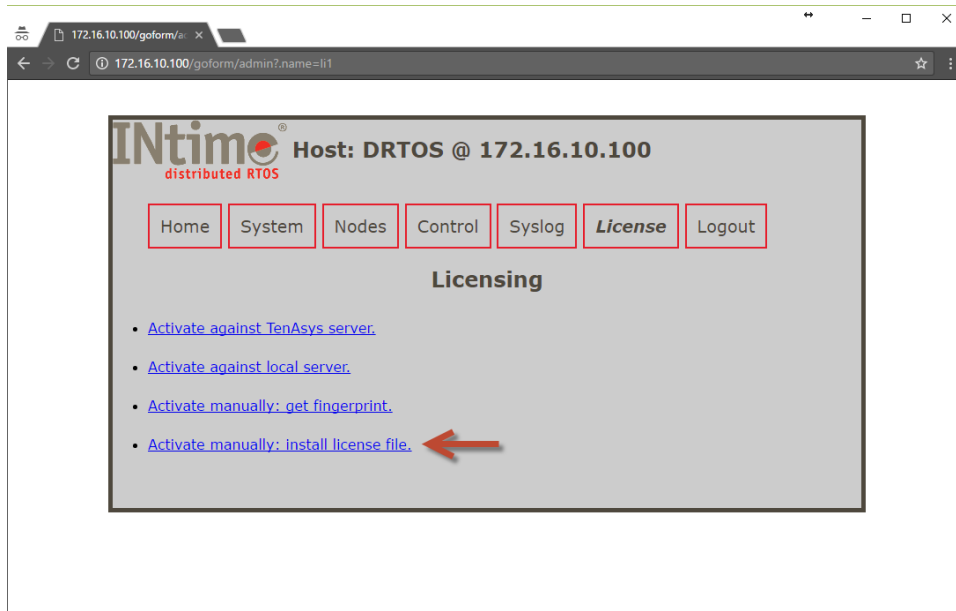 172.16.10.100/goform/ac
172.16.10.100/goform/admin?.name=li1
INtime®
distributed RTOS
Host: DRTOS @ 172.16.10.100
Home System Nodes Control Syslog License Logout
Licensing
• Activate against TenAsys server.
• Activate against local server.
• Activate manually: get fingerprint.
• Activate manually: install license file.